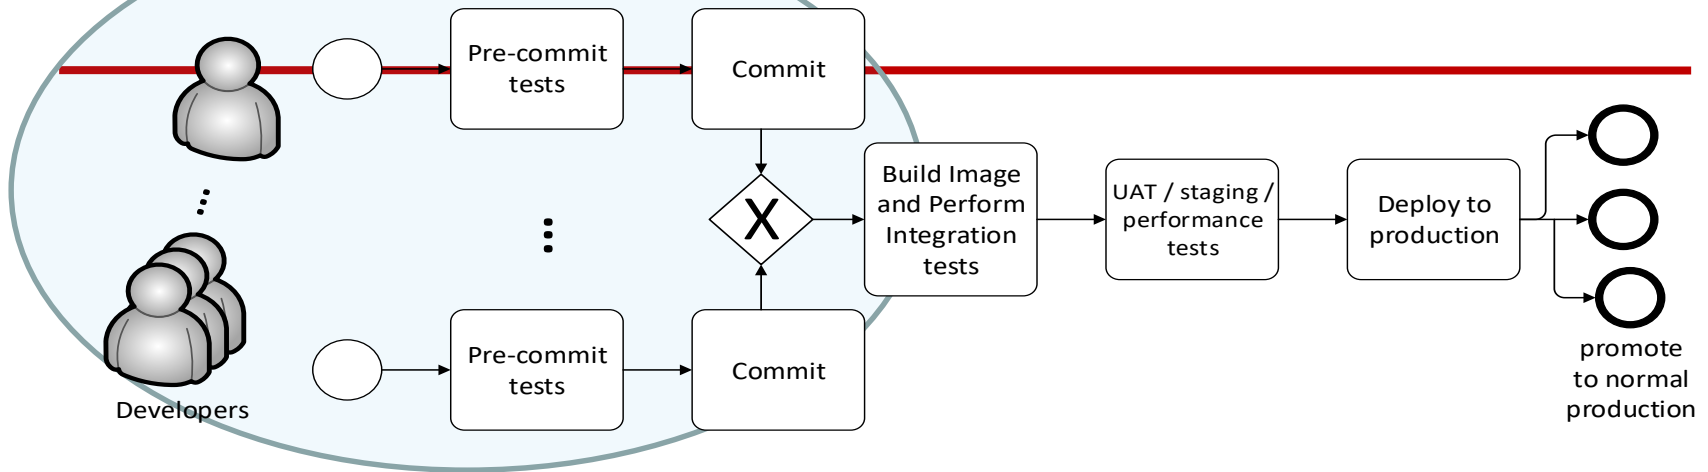 Pre-commit
tests
Commit
X
Build Image
and Perform
Integration
tests
UAT / staging /
performance
tests
Deploy to
production
Pre-commit
tests
Commit
Developers
promote
to normal
production